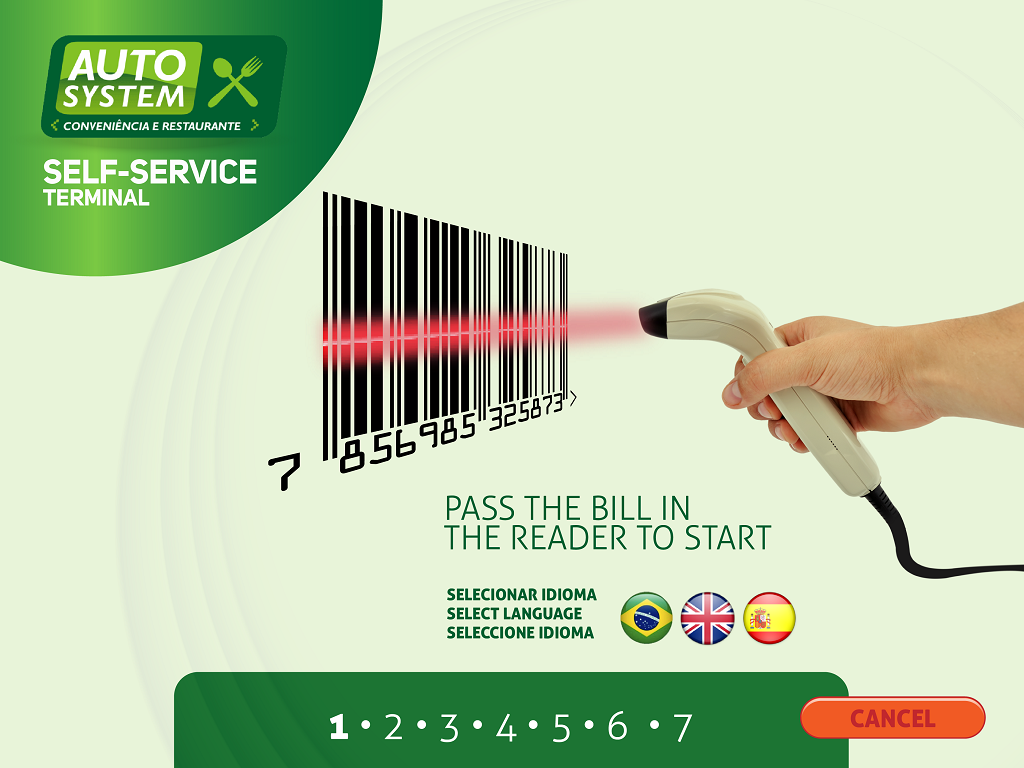 AUTO
SYSTEM
CONVENIÊNCIA E RESTAURANTE
SELF-SERVICE
TERMINAL
7 856985 325873 >
PASS THE BILL IN
THE READER TO START
SELECIONAR IDIOMA
SELECT LANGUAGE
SELECCIONE IDIOMA
1 • 2 • 3 • 4 • 5 • 6 • 7
CANCEL